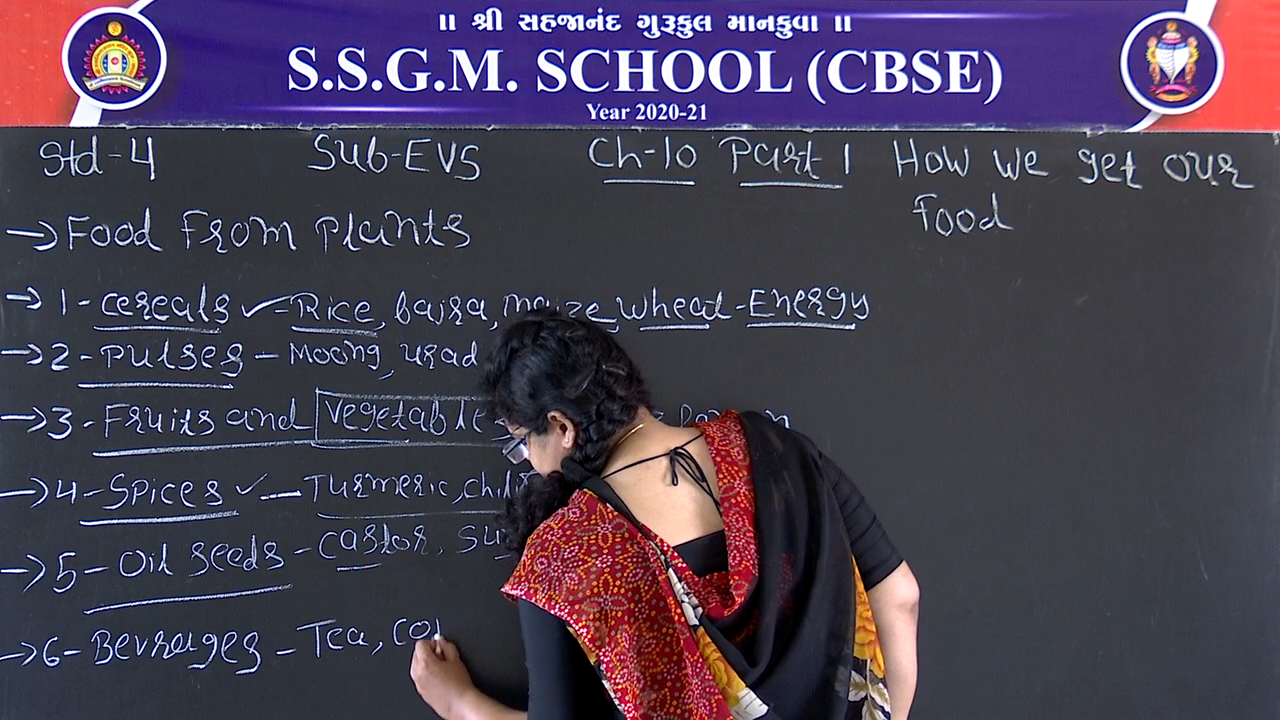 ॥ શ્રી સહજાનંદ ગુરૂકુલ માનકુવા ॥
S.S.G.M. SCHOOL (CBSE)
Year 2020-21
Std-4 Sub-EVS Ch-10 Part 1 How we get our
food
→ Food from Plants
→ 1- cereals ✓ - Rice, bajra, Maize, wheat - Energy
→ 2 - Pulses - Moong, urad
→ 3 - Fruits and Vegetables
→ 4 - Spices ✓ - Turmeric,
→ 5 - Oil seeds - castor,
→ 6 - Bevrages - Tea,